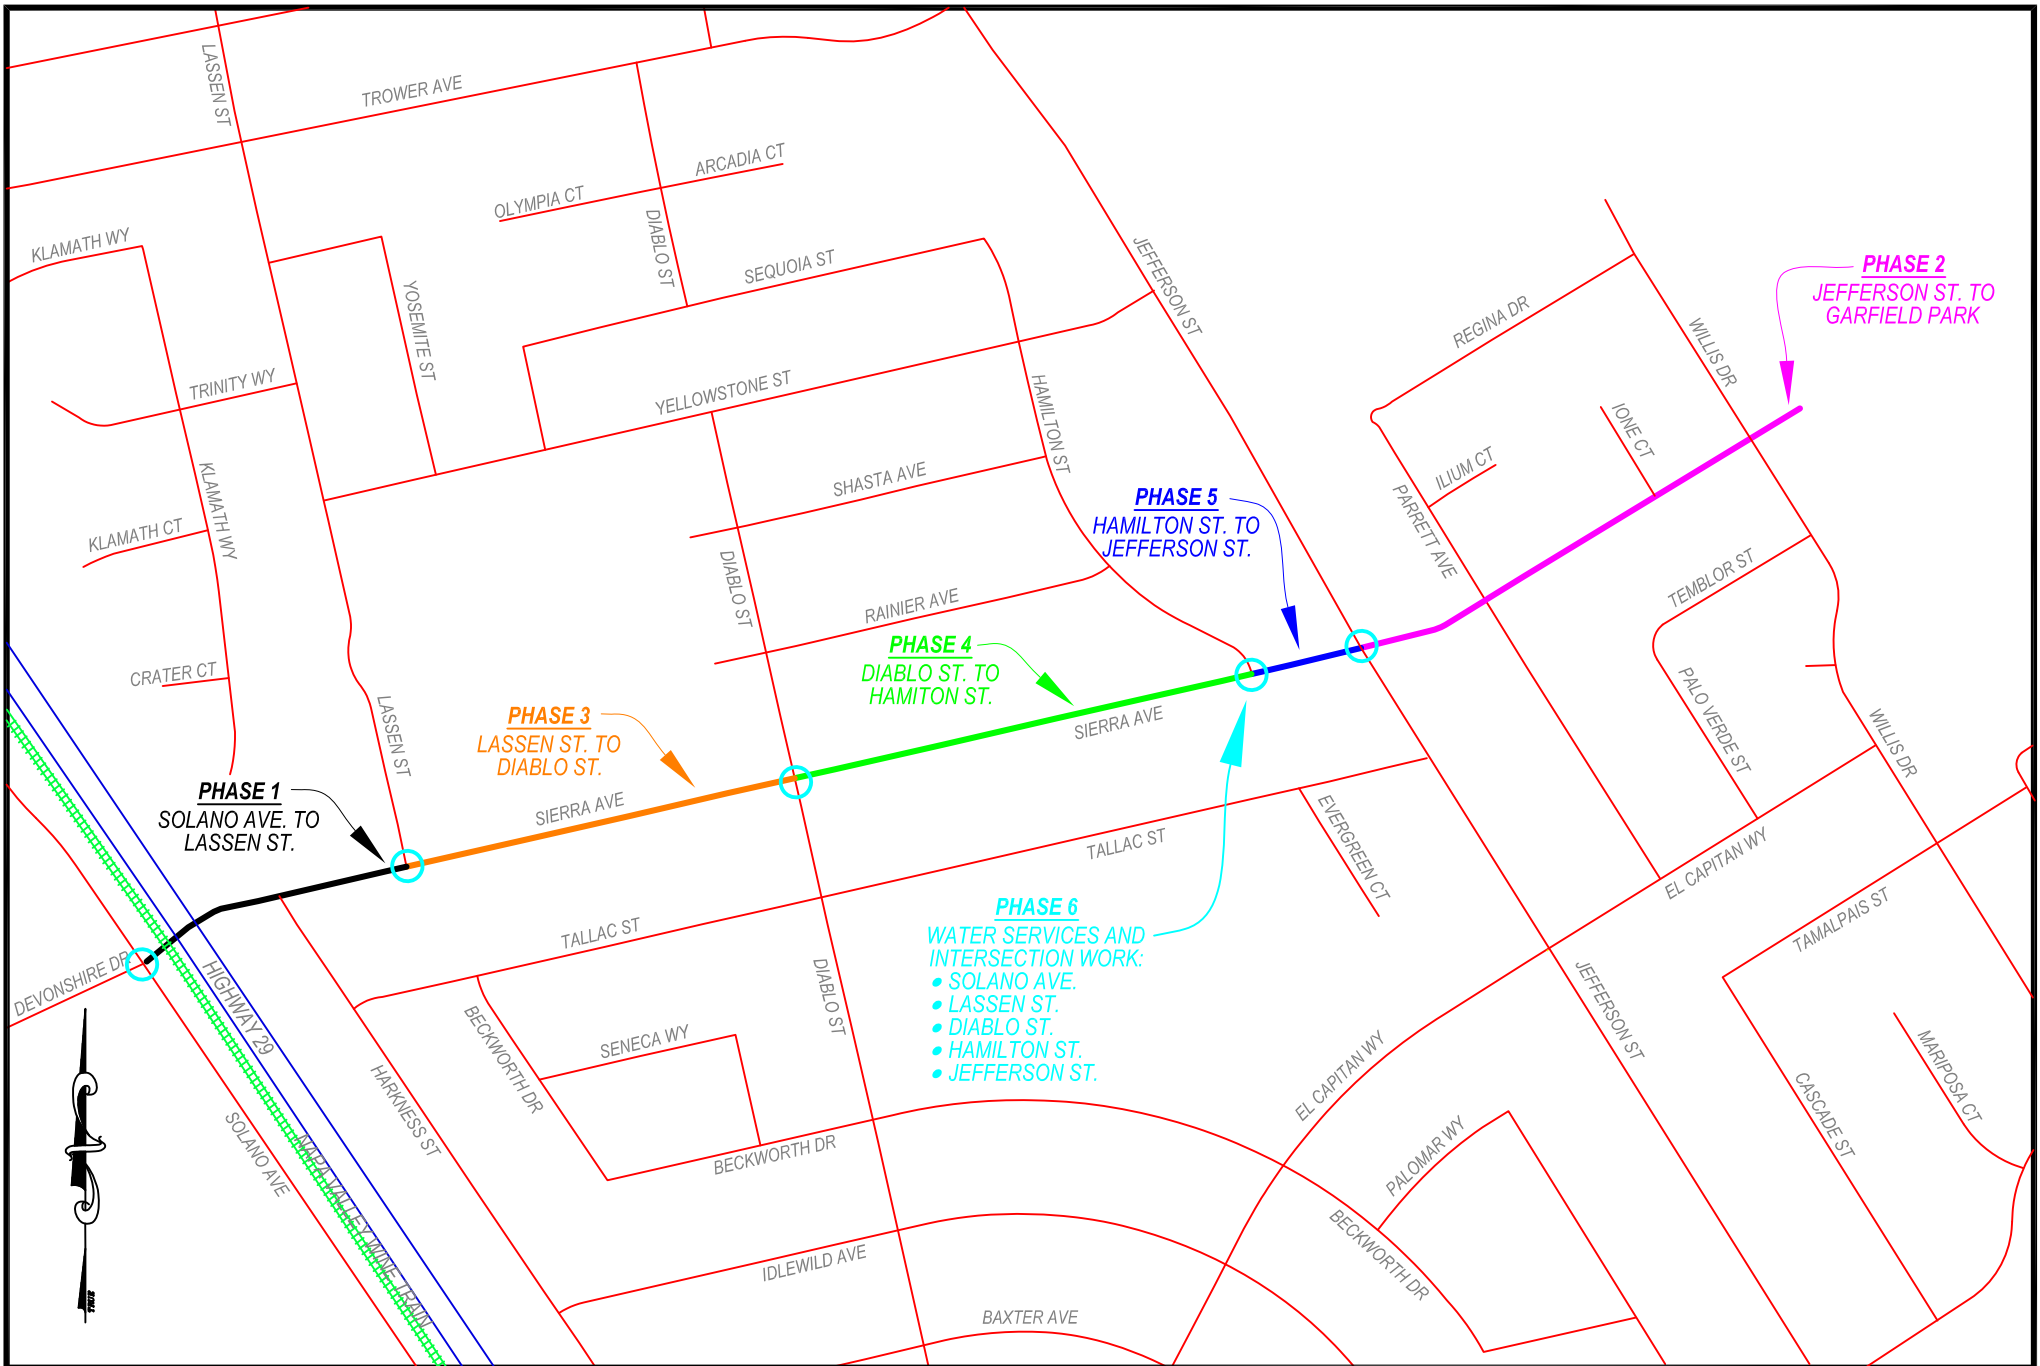 LASSEN ST
TROWER AVE
ARCADIA CT
OLYMPIA CT
DIABLO ST
KLAMATH WY
SEQUOIA ST
JEFFERSON ST
PHASE 2
JEFFERSON ST. TO
GARFIELD PARK
YOSEMITE ST
REGINA DR
WILLIS DR
TRINITY WY
YELLOWSTONE ST
HAMILTON ST
IONE CT
ILIUM CT
SHASTA AVE
KLAMATH WY
PARRETT AVE
PHASE 5
HAMILTON ST. TO
JEFFERSON ST.
KLAMATH CT
DIABLO ST
TEMBLOR ST
RAINIER AVE
PHASE 4
DIABLO ST. TO
HAMITON ST.
CRATER CT
PALO VERDE ST
LASSEN ST
PHASE 3
LASSEN ST. TO
DIABLO ST.
SIERRA AVE
WILLIS DR
PHASE 1
SOLANO AVE. TO
LASSEN ST.
SIERRA AVE
EVERGREEN CT
TALLAC ST
EL CAPITAN WY
PHASE 6
WATER SERVICES AND
INTERSECTION WORK:
• SOLANO AVE.
• LASSEN ST.
• DIABLO ST.
• HAMILTON ST.
• JEFFERSON ST.
TAMALPAIS ST
TALLAC ST
DEVONSHIRE DR
HIGHWAY 29
DIABLO ST
JEFFERSON ST
BECKWORTH DR
SENECA WY
EL CAPITAN WY
MARIPOSA CT
HARKNESS ST
CASCADE ST
SOLANO AVE
NAPA VALLEY WINE TRAIN
BECKWORTH DR
PALOMAR WY
BECKWORTH DR
IDLEWILD AVE
BAXTER AVE
TRUE